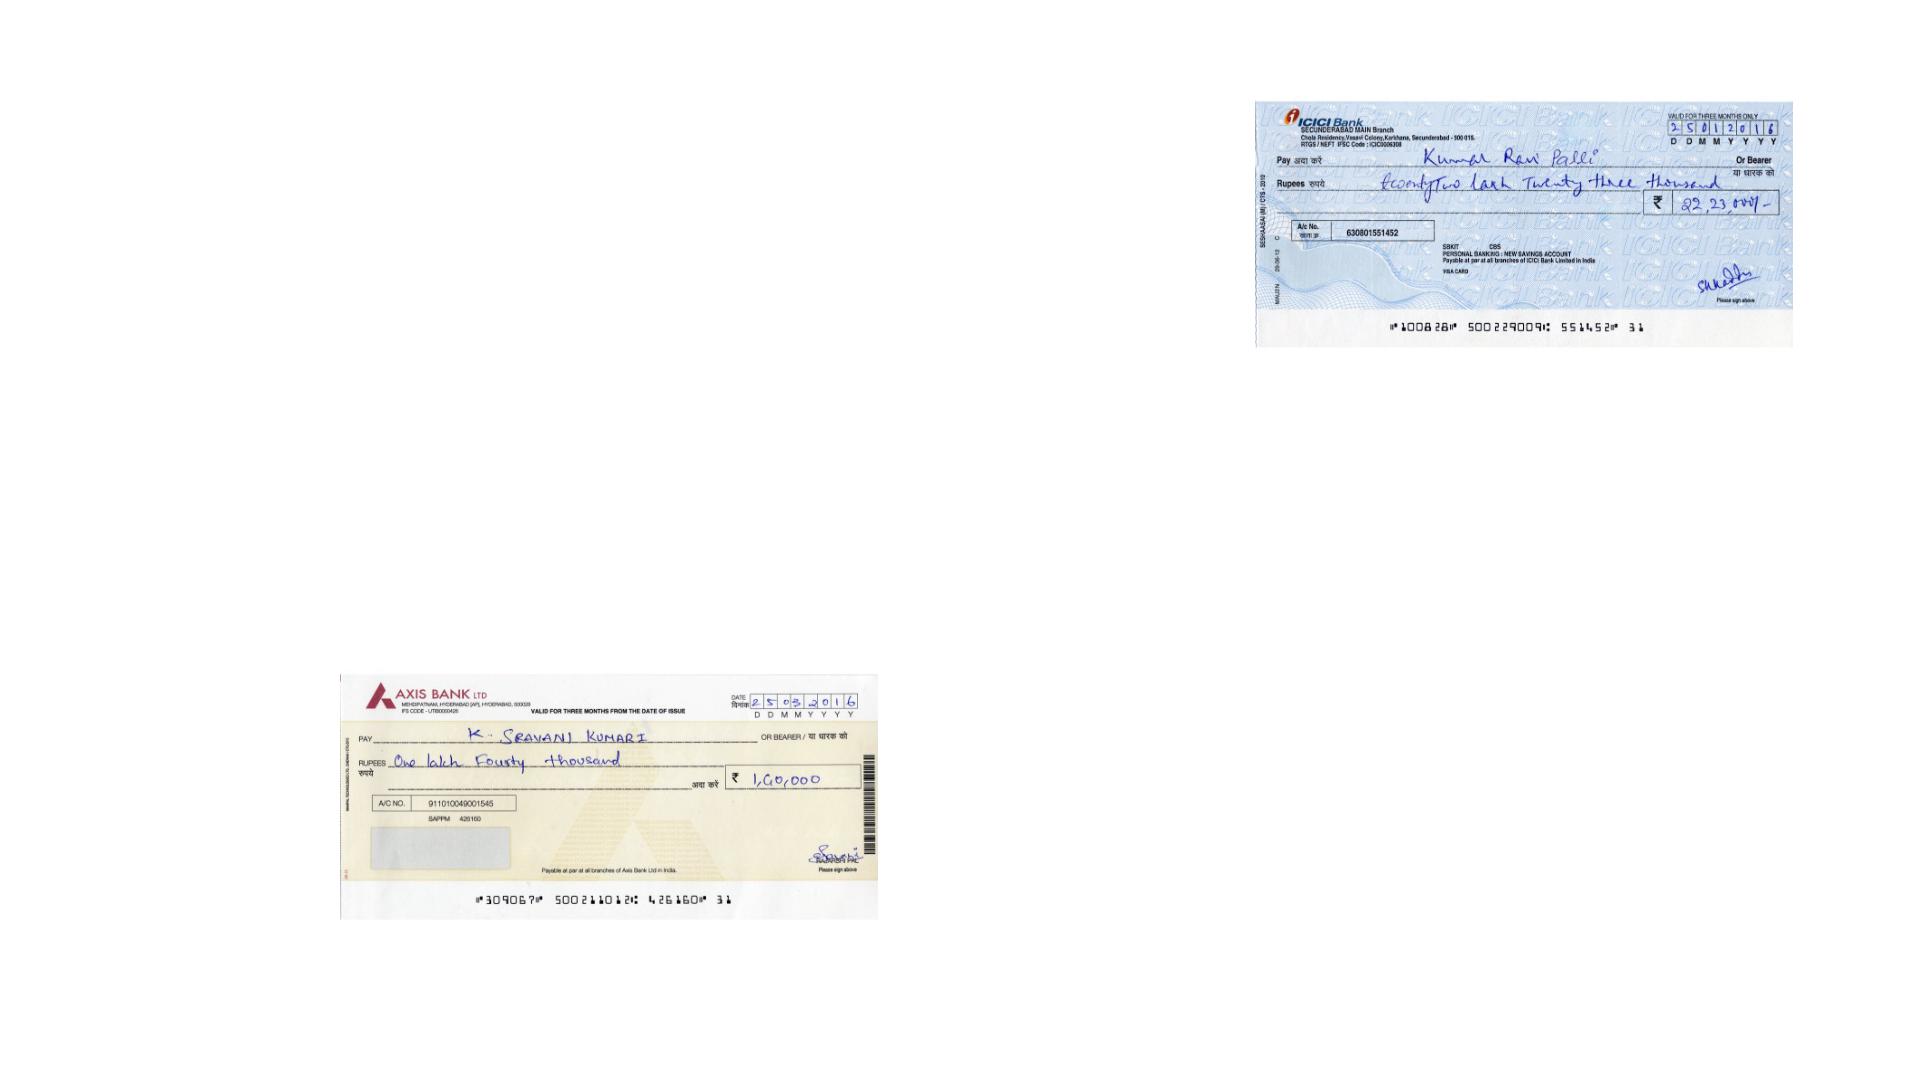 ICICI Bank
SECUNDERABAD MAIN Branch
Chola Residency,Vasavi Colony,Karkhana, Secunderabad - 500 015.
RTGS / NEFT IFSC Code : ICIC0006308
VALID FOR THREE MONTHS ONLY
2 5 0 1 2 0 1 6
D D M M Y Y Y Y
Pay अदा करें Kumar Ravi Palli Or Bearer
या धारक को
Rupees रुपये twentyTwo lakh Twenty three thousand
₹ 22,23,000/-
A/c No. 630801551452
SBKIT CBS
PERSONAL BANKING : NEW SAVINGS ACCOUNT
Payable at par at all branches of ICICI Bank Limited in India
VISA CARD
Please sign above
"100828" 500229009: 551452" 31
AXIS BANK LTD
MEHDIPATNAM, HYDERABAD [AP], HYDERABAD, 500028
IFS CODE - UTIB0000426
VALID FOR THREE MONTHS FROM THE DATE OF ISSUE
DATE
दिनांक 2 5 0 3 2 0 1 6
D D M M Y Y Y Y
PAY K. SRAVANI KUMARI OR BEARER / या धारक को
RUPEES One lakh Fourty thousand
रुपये
अदा करें ₹ 1,40,000
A/C NO. 911010049001545
SAPPM 426160
Payable at par at all branches of Axis Bank Ltd in India.
Please sign above
"309067" 500211012: 426160" 31